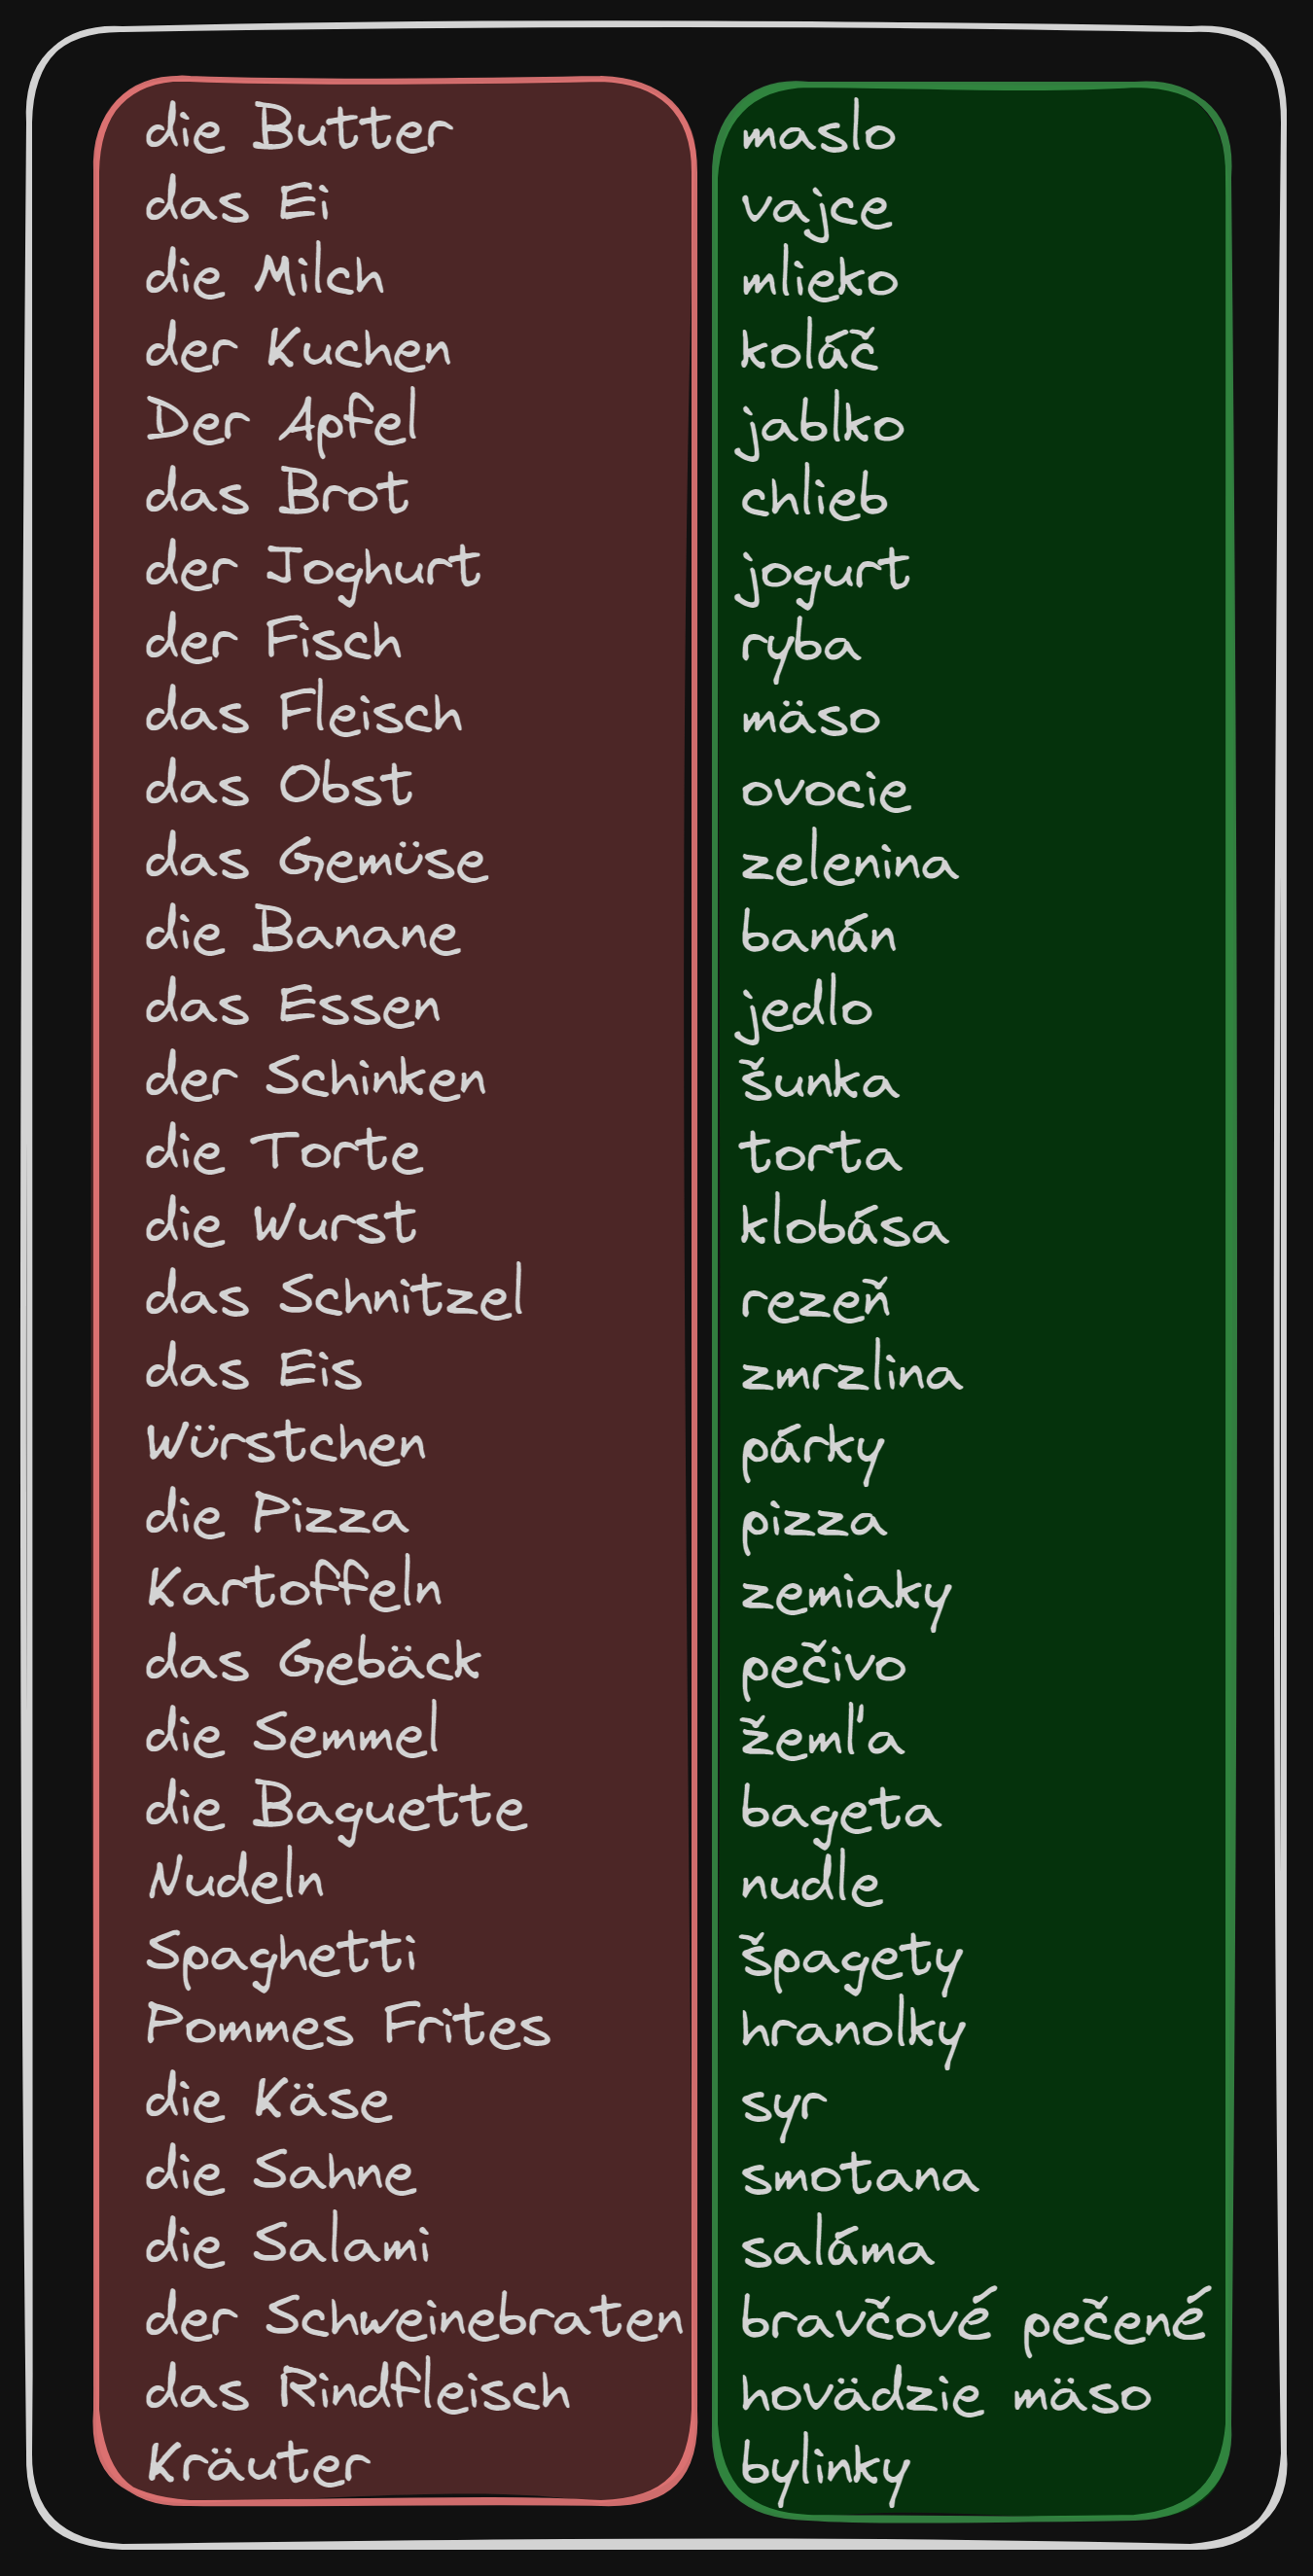 die Butter
das Ei
die Milch
der Kuchen
Der Apfel
das Brot
der Joghurt
der Fisch
das Fleisch
das Obst
das Gemüse
die Banane
das Essen
der Schinken
die Torte
die Wurst
das Schnitzel
das Eis
Würstchen
die Pizza
Kartoffeln
das Gebäck
die Semmel
die Baguette
Nudeln
Spaghetti
Pommes Frites
die Käse
die Sahne
die Salami
der Schweinebraten
das Rindfleisch
Kräuter
maslo
vajce
mlieko
koláč
jablko
chlieb
jogurt
ryba
mäso
ovocie
zelenina
banán
jedlo
šunka
torta
klobása
rezeň
zmrzlina
párky
pizza
zemiaky
pečivo
žemľa
bageta
nudle
špagety
hranolky
syr
smotana
saláma
bravčové pečené
hovädzie mäso
bylinky